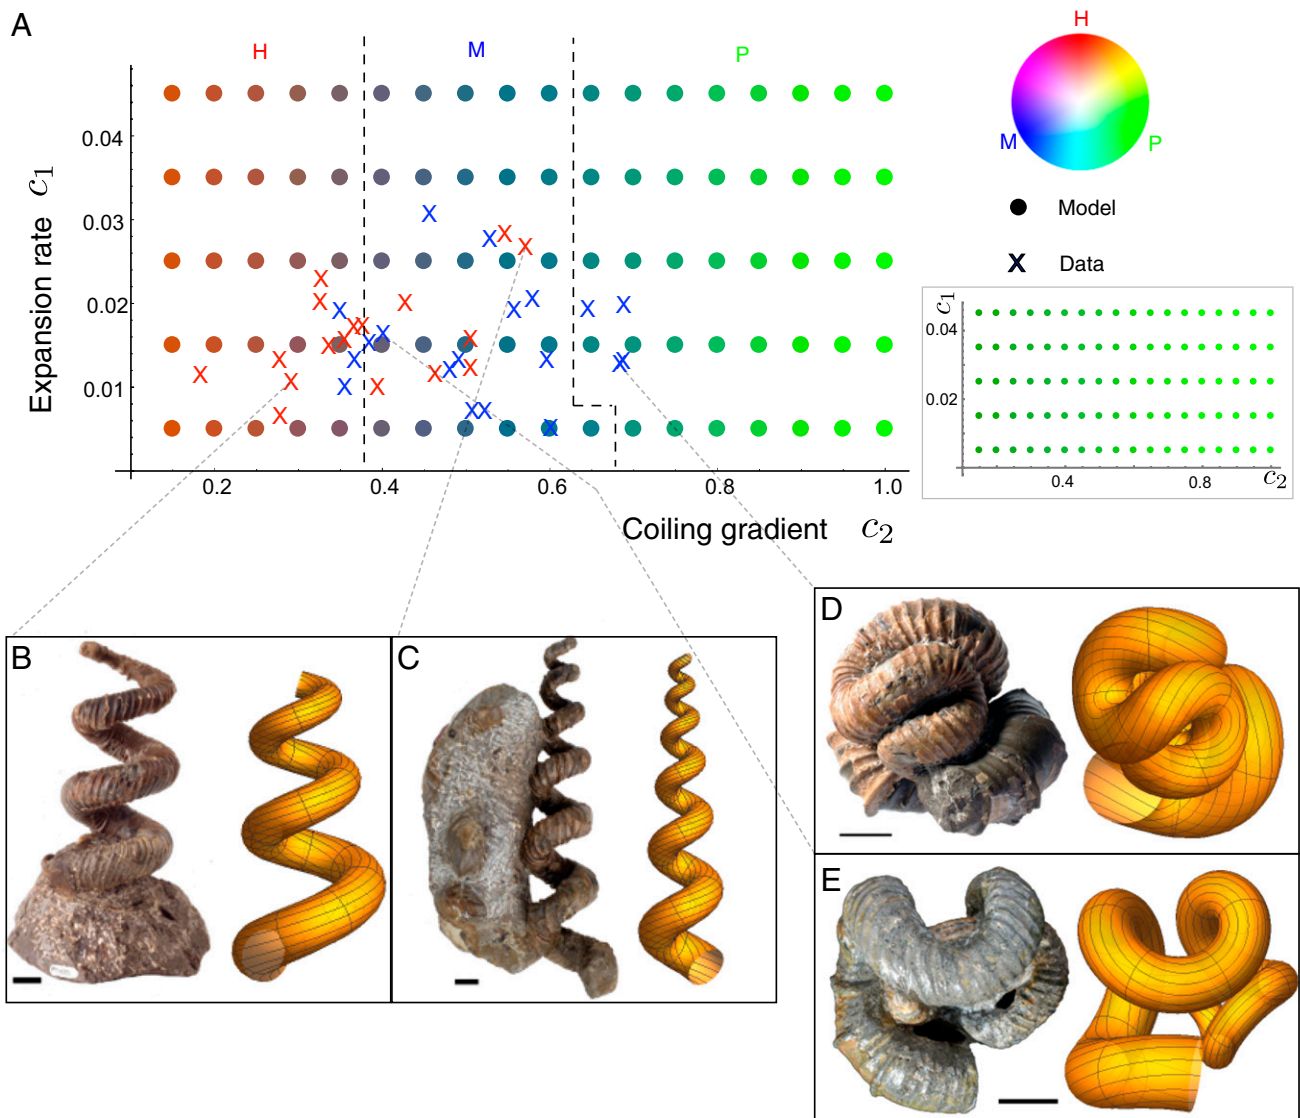 A
H M P
H
M
P
Model
Data
Expansion rate c1
0.04
0.03
0.02
0.01
0.2 0.4 0.6 0.8 1.0
Coiling gradient c2
c1
0.04
0.02
0.4 0.8 c2
B
C
D
E